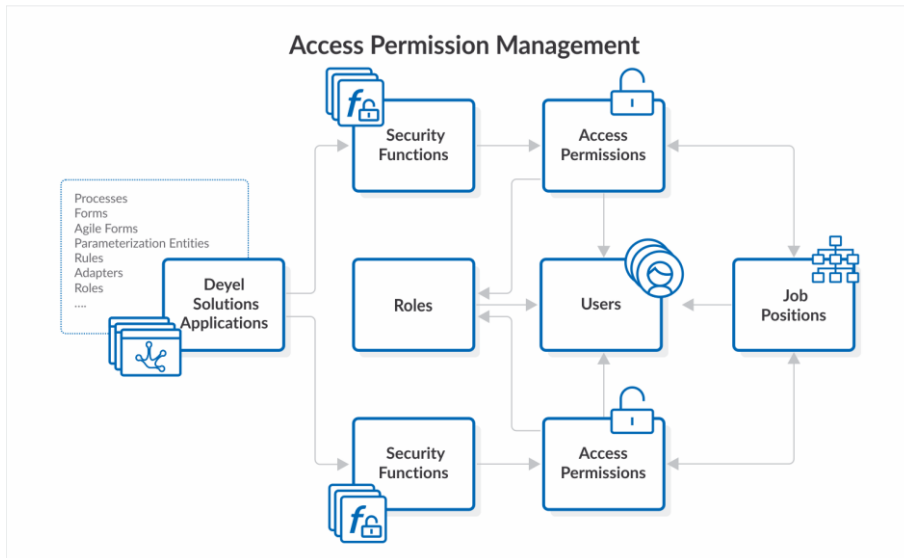 Access Permission Management
Security
Functions
Access
Permissions
Processes
Forms
Agile Forms
Parameterization Entities
Rules
Adapters
Roles
....
Deyel
Solutions
Applications
Roles
Users
Job
Positions
Security
Functions
Access
Permissions
f
f